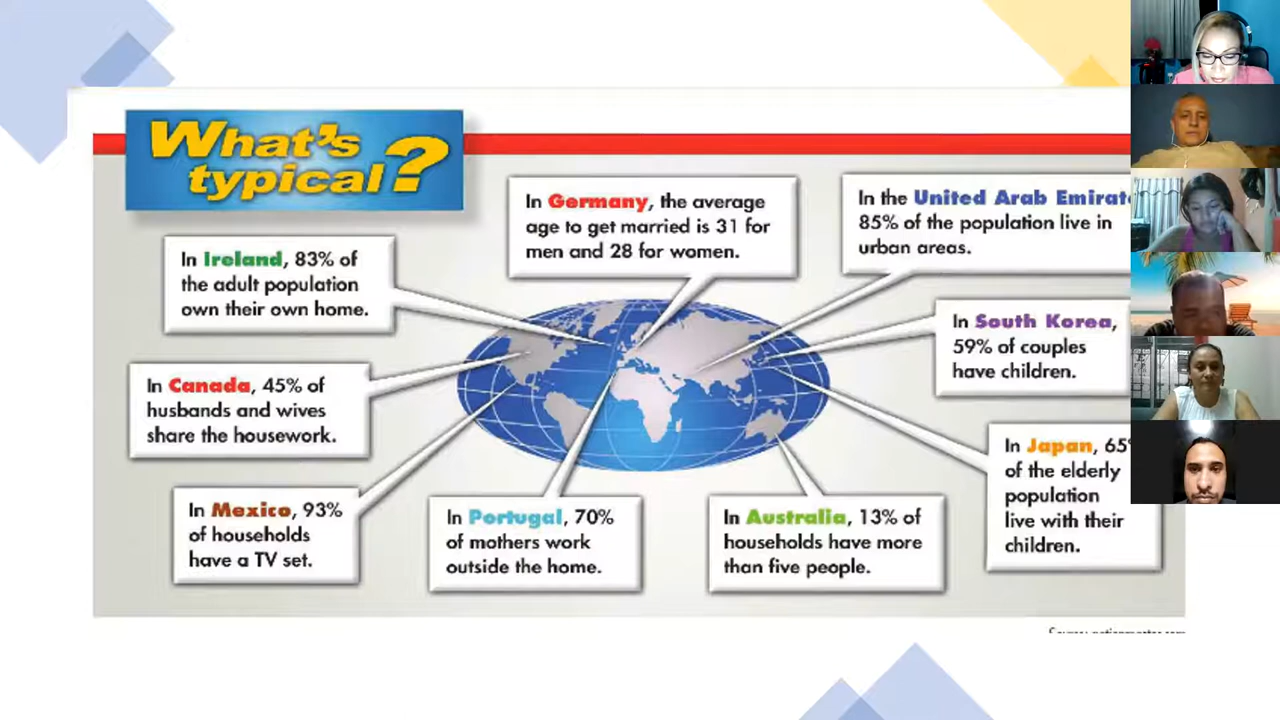 What's
typical?
In Germany, the average
age to get married is 31 for
men and 28 for women.
In the United Arab Emirat
85% of the population live in
urban areas.
In Ireland, 83% of
the adult population
own their own home.
In South Korea,
59% of couples
have children.
In Canada, 45% of
husbands and wives
share the housework.
In Japan, 65
of the elderly
population
live with their
children.
In Mexico, 93%
of households
have a TV set.
In Portugal, 70%
of mothers work
outside the home.
In Australia, 13% of
households have more
than five people.